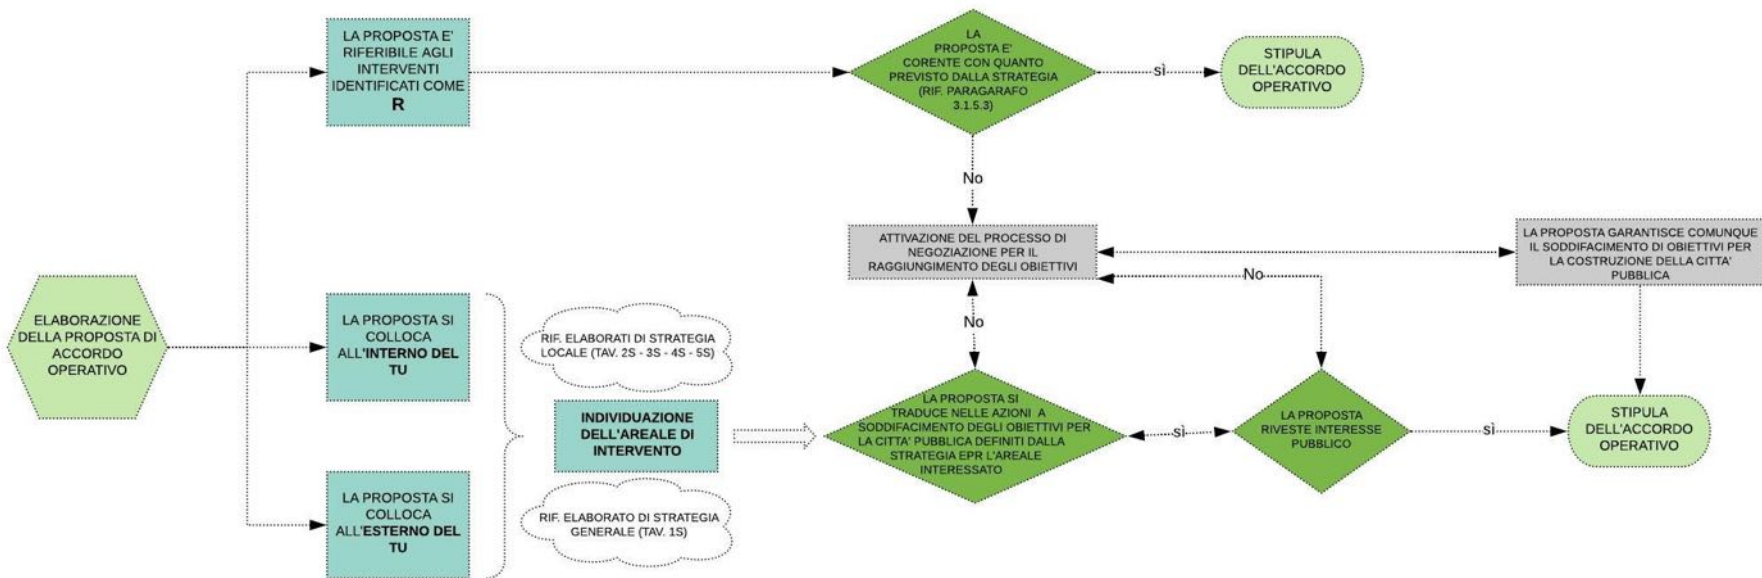 LA PROPOSTA E'
RIFERIBILE AGLI
INTERVENTI
IDENTIFICATI COME
R
LA
PROPOSTA E'
CORENTE CON QUANTO
PREVISTO DALLA STRATEGIA
(RIF. PARAGARAFO
3.1.5.3)
sì
STIPULA
DELL'ACCORDO
OPERATIVO
No
ATTIVAZIONE DEL PROCESSO DI
NEGOZIAZIONE PER IL
RAGGIUNGIMENTO DEGLI OBIETTIVI
LA PROPOSTA GARANTISCE COMUNQUE
IL SODDIFACIMENTO DI OBIETTIVI PER
LA COSTRUZIONE DELLA CITTA'
PUBBLICA
No
No
ELABORAZIONE
DELLA PROPOSTA DI
ACCORDO
OPERATIVO
LA PROPOSTA SI
COLLOCA
ALL'INTERNO DEL
TU
RIF. ELABORATI DI STRATEGIA
LOCALE (TAV. 2S - 3S - 4S - 5S)
INDIVIDUAZIONE
DELL'AREALE DI
INTERVENTO
LA PROPOSTA SI
TRADUCE NELLE AZIONI A
SODDIFACIMENTO DEGLI OBIETTIVI PER
LA CITTA' PUBBLICA DEFINITI DALLA
STRATEGIA EPR L'AREALE
INTERESSATO
sì
LA PROPOSTA
RIVESTE INTERESSE
PUBBLICO
sì
STIPULA
DELL'ACCORDO
OPERATIVO
LA PROPOSTA SI
COLLOCA
ALL'ESTERNO DEL
TU
RIF. ELABORATO DI STRATEGIA
GENERALE (TAV. 1S)